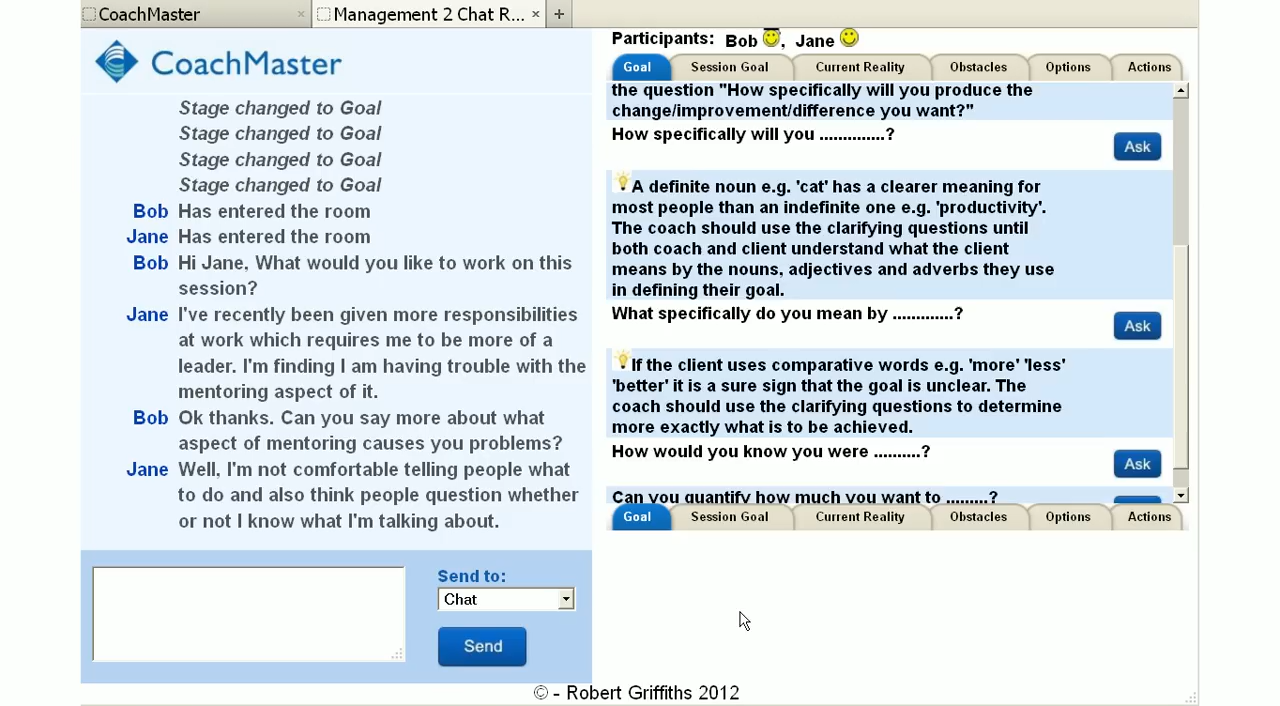 CoachMaster × Management 2 Chat R... × +
CoachMaster
Stage changed to Goal
Stage changed to Goal
Stage changed to Goal
Stage changed to Goal
Bob Has entered the room
Jane Has entered the room
Bob Hi Jane, What would you like to work on this
session?
Jane I've recently been given more responsibilities
at work which requires me to be more of a
leader. I'm finding I am having trouble with the
mentoring aspect of it.
Bob Ok thanks. Can you say more about what
aspect of mentoring causes you problems?
Jane Well, I'm not comfortable telling people what
to do and also think people question whether
or not I know what I'm talking about.
Send to:
Chat
Send
Participants: Bob , Jane
Goal Session Goal Current Reality Obstacles Options Actions
the question "How specifically will you produce the
change/improvement/difference you want?"
How specifically will you ..............?
Ask
A definite noun e.g. 'cat' has a clearer meaning for
most people than an indefinite one e.g. 'productivity'.
The coach should use the clarifying questions until
both coach and client understand what the client
means by the nouns, adjectives and adverbs they use
in defining their goal.
What specifically do you mean by .............?
Ask
If the client uses comparative words e.g. 'more' 'less'
'better' it is a sure sign that the goal is unclear. The
coach should use the clarifying questions to determine
more exactly what is to be achieved.
How would you know you were ..........?
Ask
Can you quantify how much you want to .........?
Goal Session Goal Current Reality Obstacles Options Actions
© - Robert Griffiths 2012